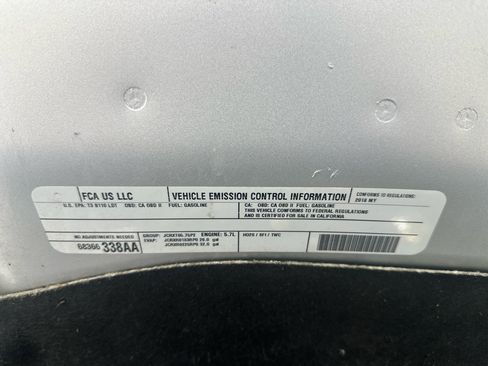 FCA US LLC
VEHICLE EMISSION CONTROL INFORMATION
CONFORMS TO REGULATIONS:
2018 MY
U.S. EPA: T3 B110 LDT OBD: CA OBD II FUEL: GASOLINE
CA: OBD: CA OBD II FUEL: GASOLINE
THIS VEHICLE CONFORMS TO FEDERAL REGULATIONS
AND IS CERTIFIED FOR SALE IN CALIFORNIA
NO ADJUSTMENTS NEEDED
68366 338AA
GROUP: ENGINE: 5.7L
EVAP:
HO2S / SFI / TWC